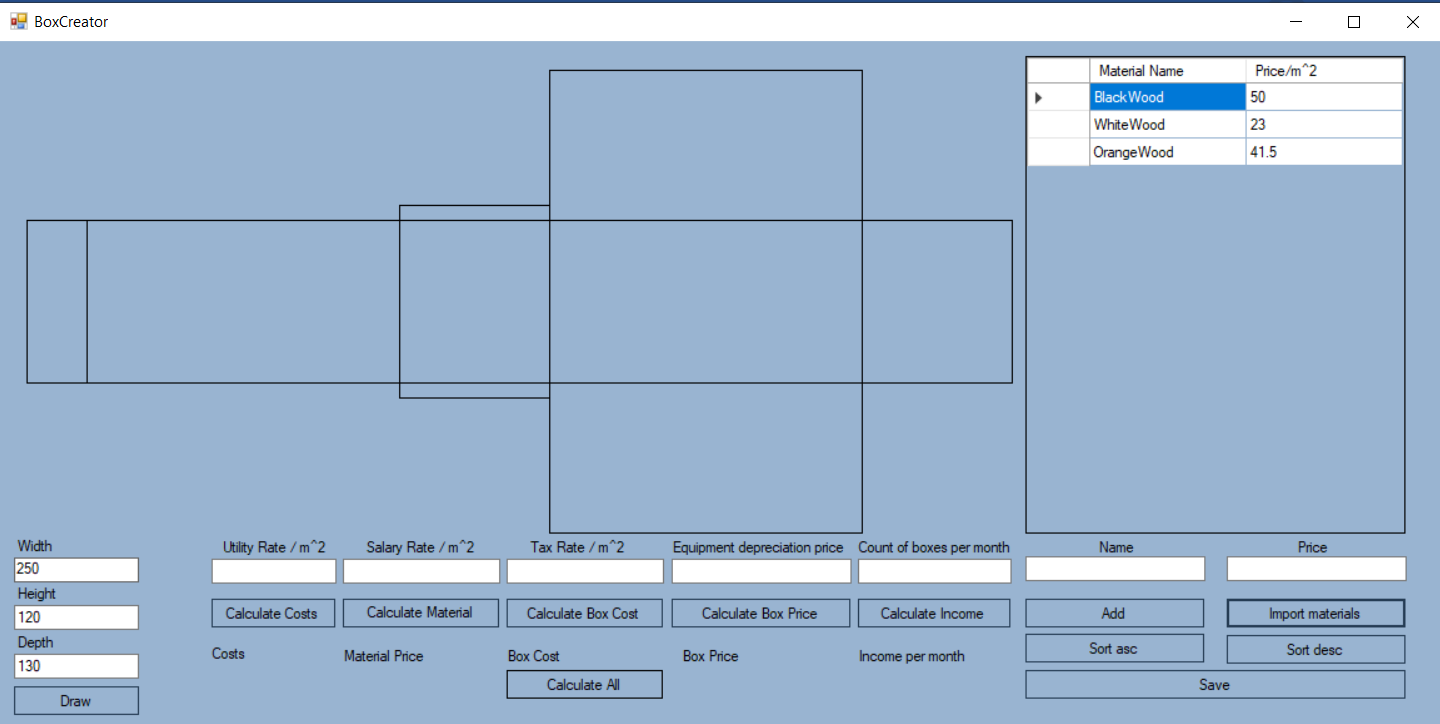 BoxCreator
Material Name Price/m^2
BlackWood 50
WhiteWood 23
OrangeWood 41.5
Width
250
Height
120
Depth
130
Draw
Utility Rate / m^2 Salary Rate / m^2 Tax Rate / m^2 Equipment depreciation price Count of boxes per month
Calculate Costs Calculate Material Calculate Box Cost Calculate Box Price Calculate Income
Costs Material Price Box Cost Box Price Income per month
Calculate All
Name Price
Add Import materials
Sort asc Sort desc
Save